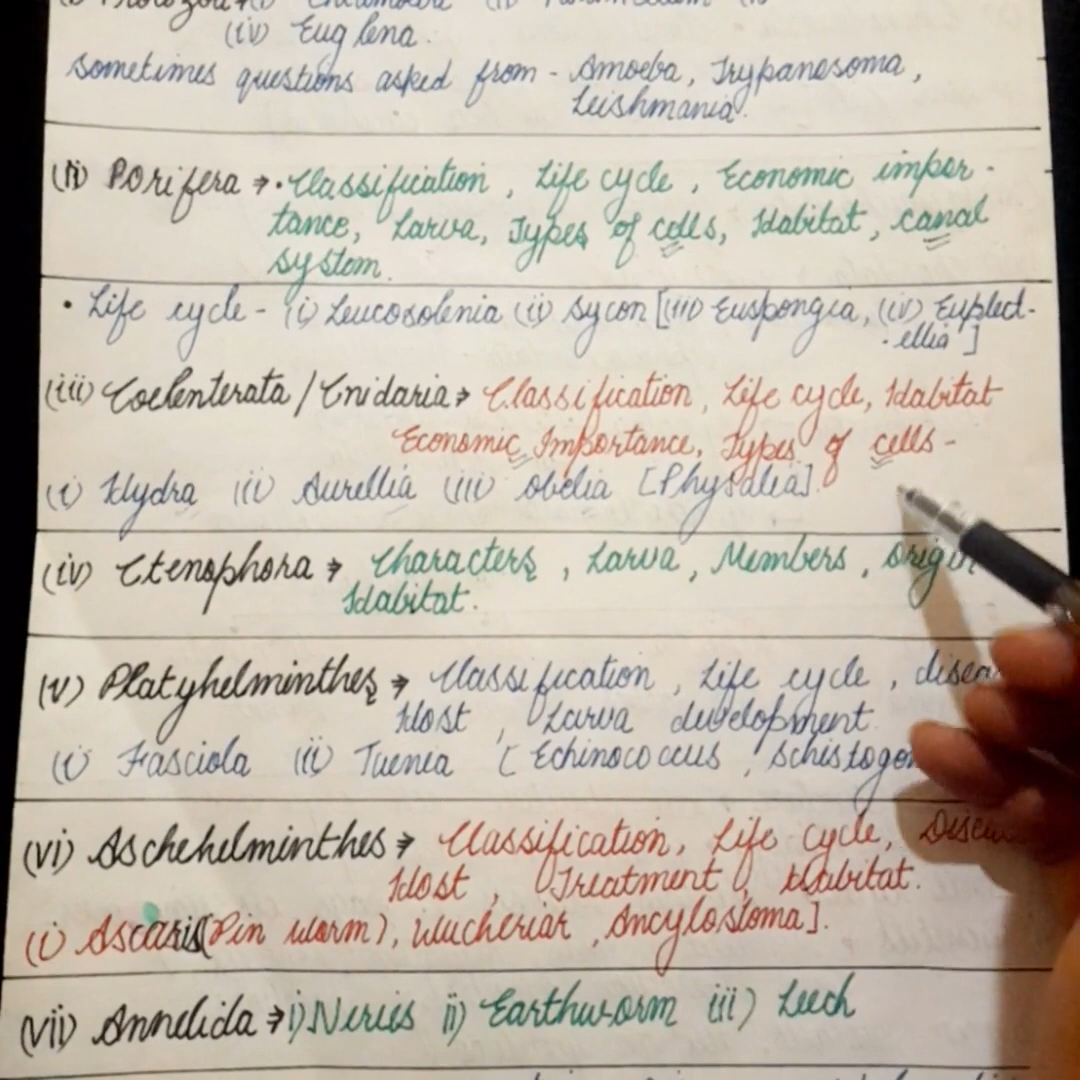 (iv) Euglena.
sometimes questions asked from - Amoeba, Trypanosoma,
Leishmania.
(ii) Porifera → • Classification, Life cycle, Economic impor-
tance, Larva, Types of cells, Habitat, canal
system.
• Life cycle - (i) Leucosolenia (ii) Sycon [(iii) Euspongia, (iv) Euplect-
ellia]
(iii) Coelenterata / Cnidaria → Classification, Life cycle, Habitat
Economic Importance, Types of cells -
(i) Hydra (ii) Aurellia (iii) Obelia [Physalia].
(iv) Ctenophora → Characters, Larva, Members, Origin
Habitat.
(v) Platyhelminthes → Classification, Life cycle,
Host, Larva development.
(i) Fasciola (ii) Taenia [Echinococcus,
(vi) Aschehelminthes → Classification, Life cycle,
Host, Treatment, Habitat.
(i) Ascaris (Pin worm), Wucheriar, Ancylostoma].
(vii) Annelida → i) Neries ii) Earthworm iii) Leech